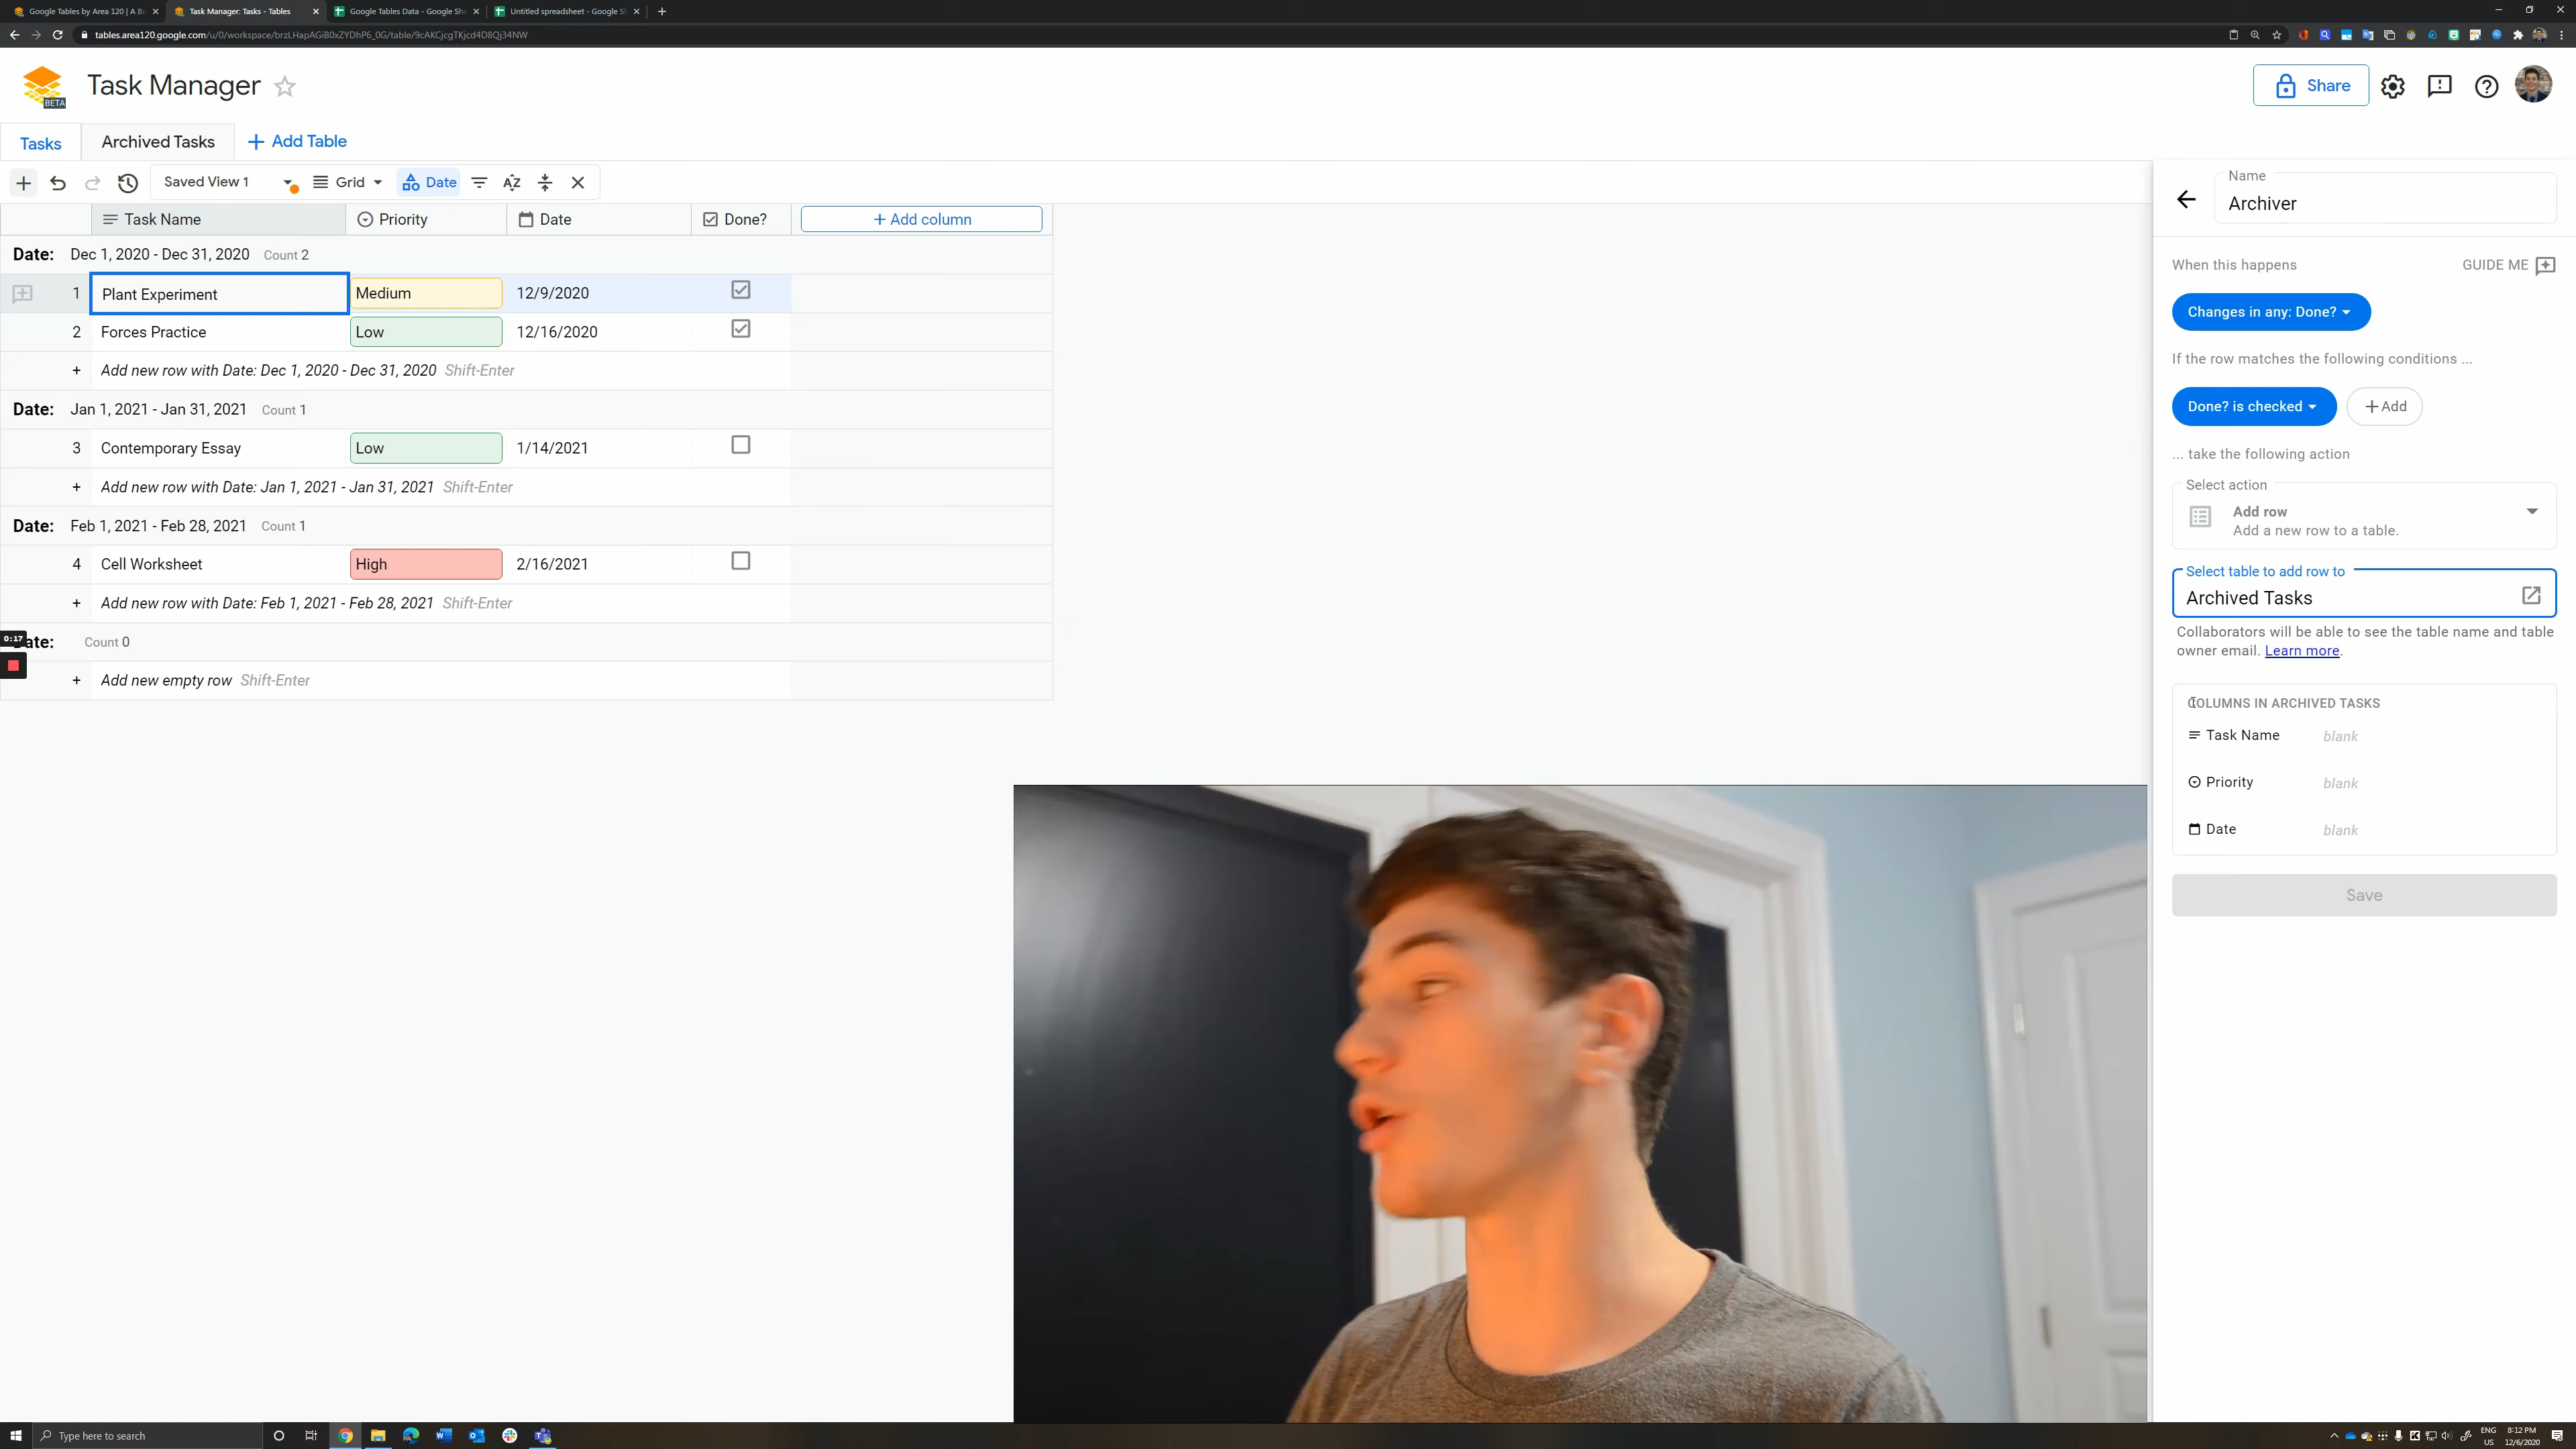 Google Tables by Area 120 | A B
Task Manager: Tasks - Tables
Google Tables Data - Google She
Untitled spreadsheet - Google S
tables.area120.google.com/u/0/workspace/brzLHapAGiB0xZYDhP6_0G/table/9cAKCjcgTKjcd4D8Qj34NW
BETA
Task Manager
Share
Tasks
Archived Tasks
+ Add Table
Saved View 1
Grid
Date
Task Name
Priority
Date
Done?
+ Add column
Date: Dec 1, 2020 - Dec 31, 2020 Count 2
1 Plant Experiment Medium 12/9/2020
2 Forces Practice Low 12/16/2020
+ Add new row with Date: Dec 1, 2020 - Dec 31, 2020 Shift-Enter
Date: Jan 1, 2021 - Jan 31, 2021 Count 1
3 Contemporary Essay Low 1/14/2021
+ Add new row with Date: Jan 1, 2021 - Jan 31, 2021 Shift-Enter
Date: Feb 1, 2021 - Feb 28, 2021 Count 1
4 Cell Worksheet High 2/16/2021
+ Add new row with Date: Feb 1, 2021 - Feb 28, 2021 Shift-Enter
0:17
ate: Count 0
+ Add new empty row Shift-Enter
Name
Archiver
When this happens
GUIDE ME
Changes in any: Done?
If the row matches the following conditions ...
Done? is checked
+ Add
... take the following action
Select action
Add row
Add a new row to a table.
Select table to add row to
Archived Tasks
Collaborators will be able to see the table name and table
owner email. Learn more.
COLUMNS IN ARCHIVED TASKS
Task Name blank
Priority blank
Date blank
Save
Type here to search
ENG
US
8:12 PM
12/6/2020